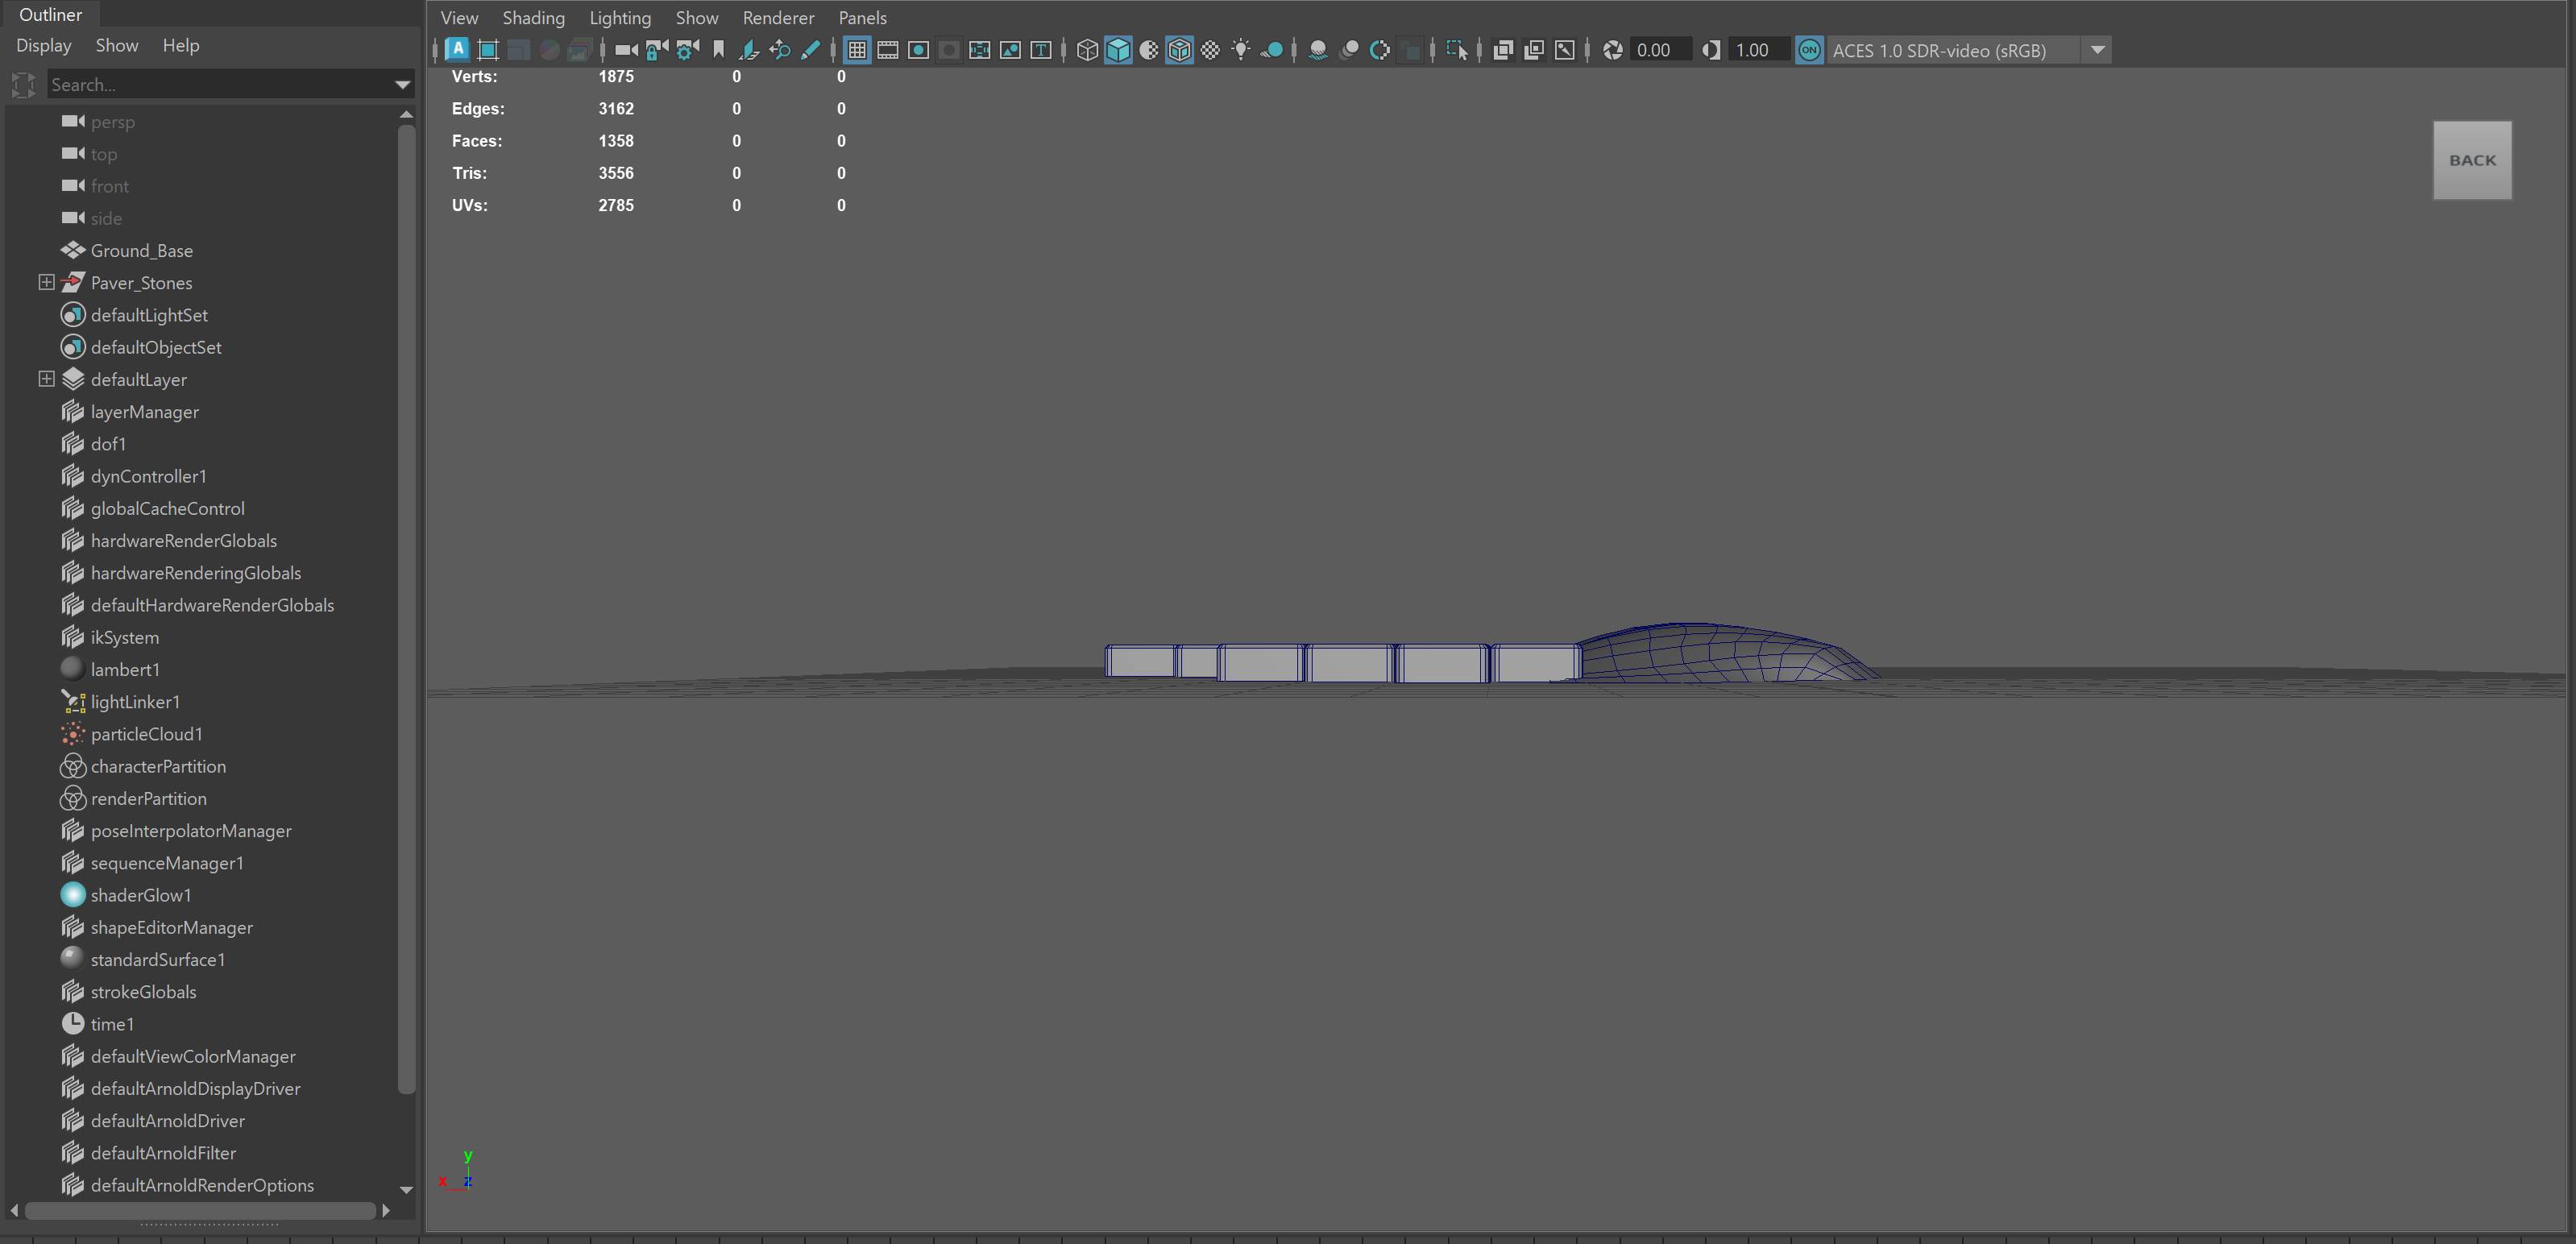 Outliner
Display Show Help
Search...
persp
top
front
side
Ground_Base
Paver_Stones
defaultLightSet
defaultObjectSet
defaultLayer
layerManager
dof1
dynController1
globalCacheControl
hardwareRenderGlobals
hardwareRenderingGlobals
defaultHardwareRenderGlobals
ikSystem
lambert1
lightLinker1
particleCloud1
characterPartition
renderPartition
poseInterpolatorManager
sequenceManager1
shaderGlow1
shapeEditorManager
standardSurface1
strokeGlobals
time1
defaultViewColorManager
defaultArnoldDisplayDriver
defaultArnoldDriver
defaultArnoldFilter
defaultArnoldRenderOptions
View Shading Lighting Show Renderer Panels
A T 0.00 1.00 ON ACES 1.0 SDR-video (sRGB)
Verts: 1875 0 0
Edges: 3162 0 0
Faces: 1358 0 0
Tris: 3556 0 0
UVs: 2785 0 0
BACK
y
x z